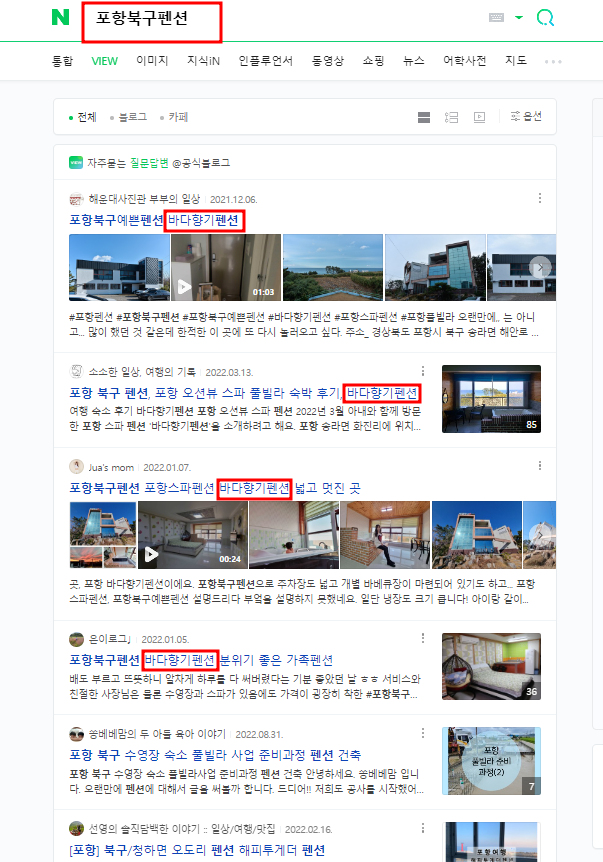 N 포항북구펜션
통합 VIEW 이미지 지식iN 인플루언서 동영상 쇼핑 뉴스 어학사전 지도
전체 블로그 카페 옵션
VIEW 자주묻는 질문답변 @공식블로그
해운대사진관 부부의 일상 2021.12.06.
포항북구예쁜펜션 바다향기펜션
01:03
#포항펜션 #포항북구펜션 #포항북구예쁜펜션 #바다향기펜션 #포항스파펜션 #포항풀빌라 오랜만에,, 는 아니
고... 많이 했던 것 같은데 한적한 이 곳에 또 다시 놀러오고 싶다. 주소_ 경상북도 포항시 북구 송라면 해안로 ...
소소한 일상, 여행의 기록 2022.03.13.
포항 북구 펜션, 포항 오션뷰 스파 풀빌라 숙박 후기, 바다향기펜션
여행 숙소 후기 바다향기펜션 포항 오션뷰 스파 펜션 2022년 3월 아내와 함께 방문
한 포항 스파 펜션 '바다향기펜션'을 소개하려고 해요. 포항 송라면 화진리에 위치...
85
Jua's mom 2022.01.07.
포항북구펜션 포항스파펜션 바다향기펜션 넓고 멋진 곳
00:24
곳, 포항 바다향기펜션이에요. 포항북구펜션으로 주차장도 넓고 개별 바베큐장이 마련되어 있기도 하고... 포항
스파펜션, 포항북구예쁜펜션 설명드리다 부엌을 설명하지 못했네요. 일단 냉장도 크기 큽니다! 아이랑 같이...
은이로그♩ 2022.01.05.
포항북구펜션 바다향기펜션 분위기 좋은 가족펜션
배도 부르고 뜨뜻하니 알차게 하루를 다 써버렸다는 기분 좋았던 날 ㅎㅎ 서비스와
친절한 사장님은 물론 수영장과 스파가 있음에도 가격이 굉장히 착한 #포항북구...
36
쏭베베맘의 두 아들 육아 이야기 2022.08.31.
포항 북구 수영장 숙소 풀빌라 사업 준비과정 펜션 건축
포항 북구 수영장 숙소 풀빌라사업 준비과정 펜션 건축 안녕하세요. 쏭베베맘 입니
다. 오랜만에 펜션에 대해서 글을 써볼까 합니다. 드디어!! 저희도 공사를 시작했어...
포항
풀빌라 준비
과정(2)
7
선영의 솔직담백한 이야기 :: 일상/여행/맛집 2022.02.16.
[포항] 북구/청하면 오도리 펜션 해피투게더 펜션
포항여행